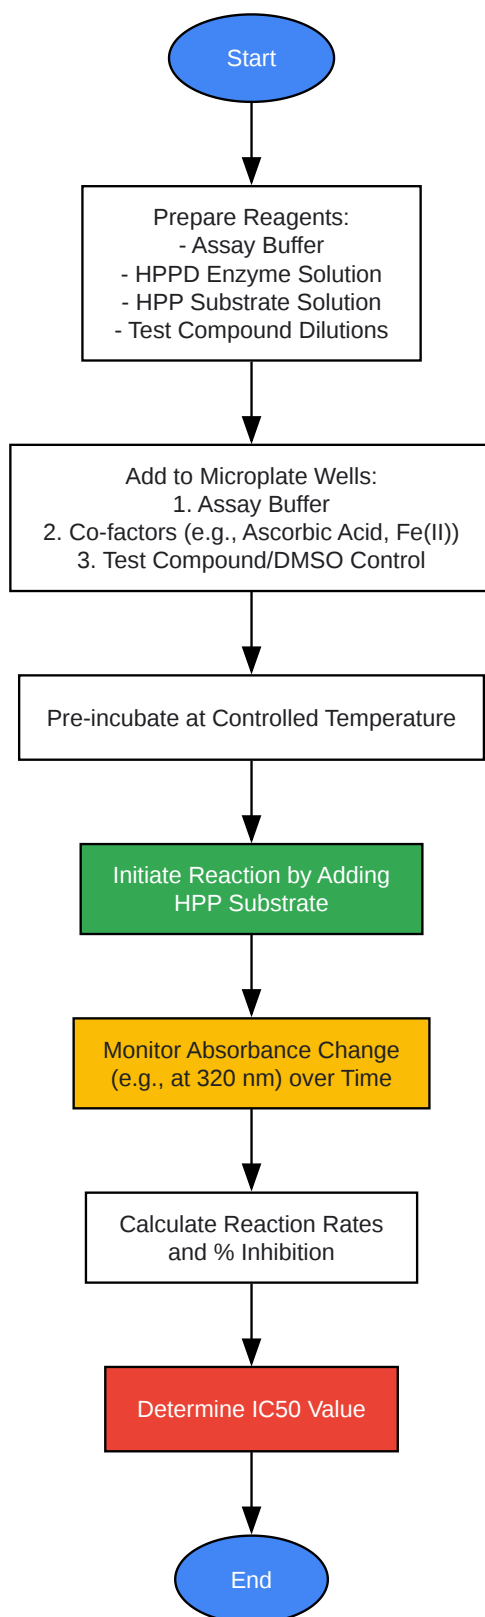 Start
Prepare Reagents:
- Assay Buffer
- HPPD Enzyme Solution
- HPP Substrate Solution
- Test Compound Dilutions
Add to Microplate Wells:
1. Assay Buffer
2. Co-factors (e.g., Ascorbic Acid, Fe(II))
3. Test Compound/DMSO Control
Pre-incubate at Controlled Temperature
Initiate Reaction by Adding
HPP Substrate
Monitor Absorbance Change
(e.g., at 320 nm) over Time
Calculate Reaction Rates
and % Inhibition
Determine IC50 Value
End